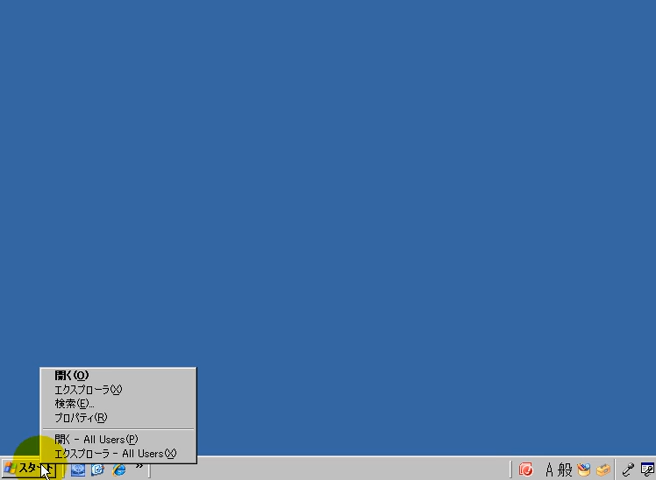 開く(O)
エクスプローラ(X)
検索(E)...
プロパティ(R)
開く - All Users(P)
エクスプローラ - All Users(X)
スタート
»
A 般